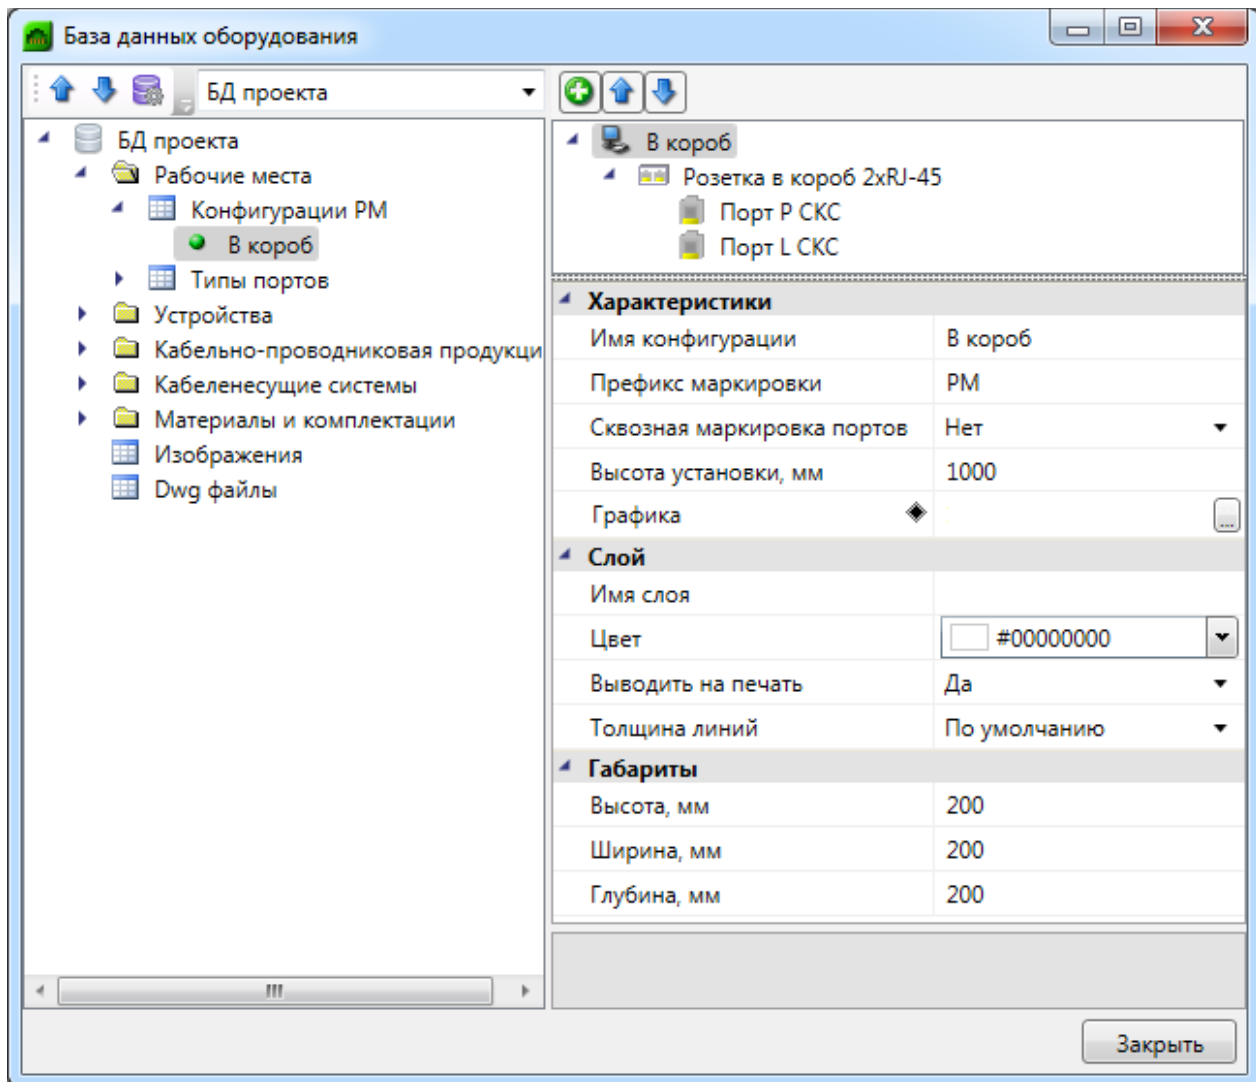 База данных оборудования
БД проекта
БД проекта
Рабочие места
Конфигурации РМ
В короб
Типы портов
Устройства
Кабельно-проводниковая продукци
Кабеленесущие системы
Материалы и комплектации
Изображения
Dwg файлы
В короб
Розетка в короб 2xRJ-45
Порт P СКС
Порт L СКС
Характеристики
Имя конфигурации В короб
Префикс маркировки РМ
Сквозная маркировка портов Нет
Высота установки, мм 1000
Графика ...
Слой
Имя слоя
Цвет #00000000
Выводить на печать Да
Толщина линий По умолчанию
Габариты
Высота, мм 200
Ширина, мм 200
Глубина, мм 200
Закрыть